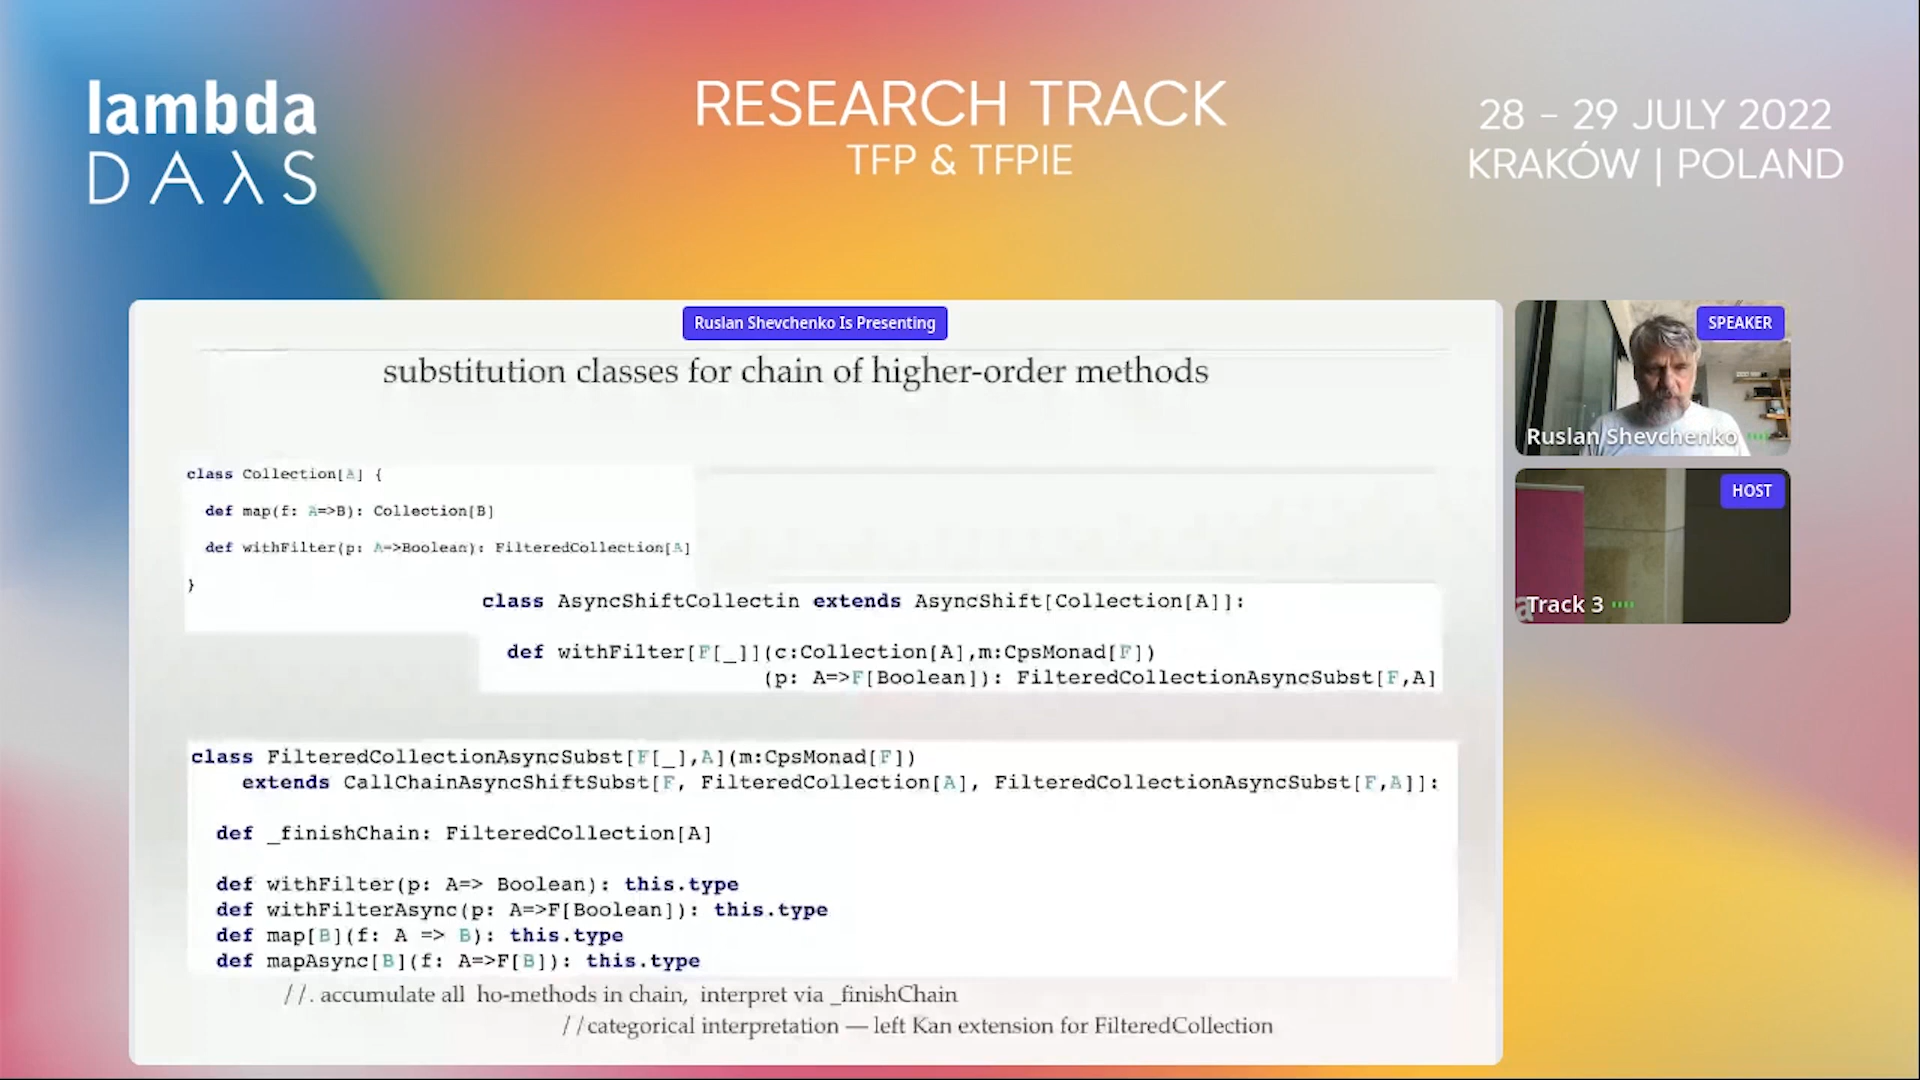 lambda
DAλS
RESEARCH TRACK
TFP & TFPIE
28 – 29 JULY 2022
KRAKÓW | POLAND
Ruslan Shevchenko Is Presenting
substitution classes for chain of higher-order methods
class Collection[A] {
def map(f: A=>B): Collection[B]
def withFilter(p: A=>Boolean): FilteredCollection[A]
}
class AsyncShiftCollectin extends AsyncShift[Collection[A]]:
def withFilter[F[_]](c:Collection[A],m:CpsMonad[F])
(p: A=>F[Boolean]): FilteredCollectionAsyncSubst[F,A]
class FilteredCollectionAsyncSubst[F[_],A](m:CpsMonad[F])
extends CallChainAsyncShiftSubst[F, FilteredCollection[A], FilteredCollectionAsyncSubst[F,A]]:
def _finishChain: FilteredCollection[A]
def withFilter(p: A=> Boolean): this.type
def withFilterAsync(p: A=>F[Boolean]): this.type
def map[B](f: A => B): this.type
def mapAsync[B](f: A=>F[B]): this.type
//. accumulate all ho-methods in chain, interpret via _finishChain
//categorical interpretation — left Kan extension for FilteredCollection
SPEAKER
Ruslan Shevchenko
HOST
Track 3